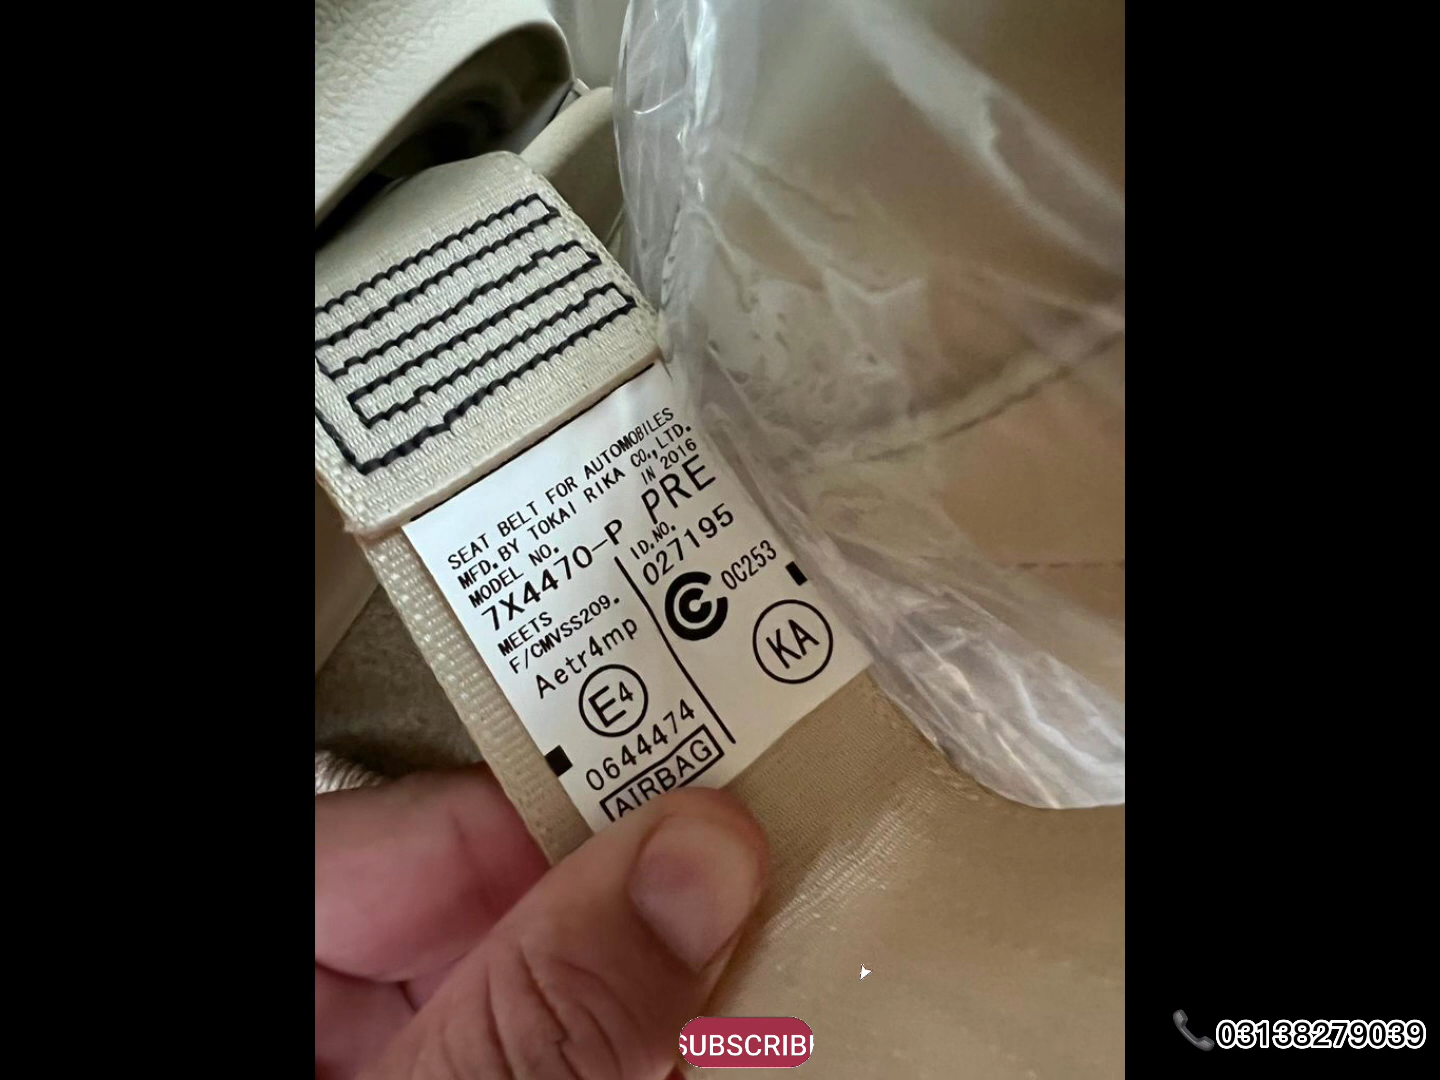 SEAT BELT FOR AUTOMOBILES
MFD. BY TOKAI RIKA CO., LTD.
MODEL NO. IN 2016
7X4470-P PRE
MEETS
F/CMVSS209.
Aetr4mp
E4
0644474
AIRBAG
ID.NO.
027195
OC253
KA
SUBSCRIB
03138279039